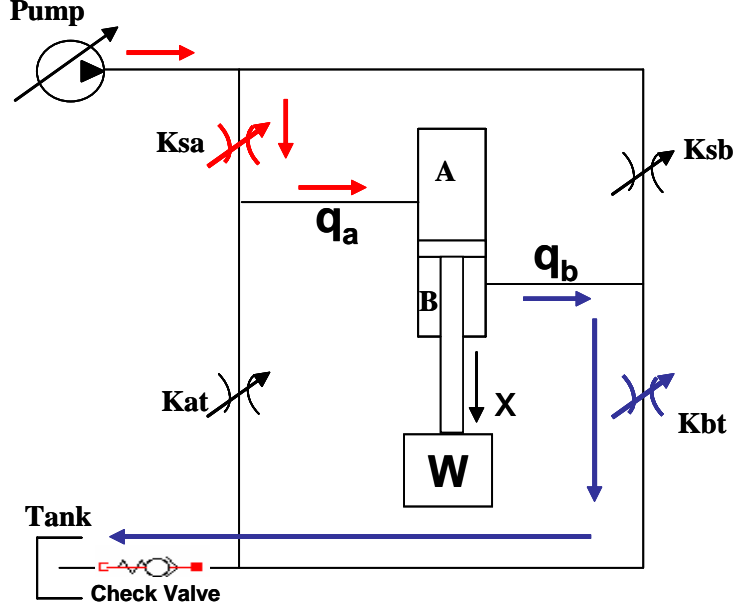 Pump
Ksa
Ksb
A
qa
qb
B
X
Kat
Kbt
W
Tank
Check Valve